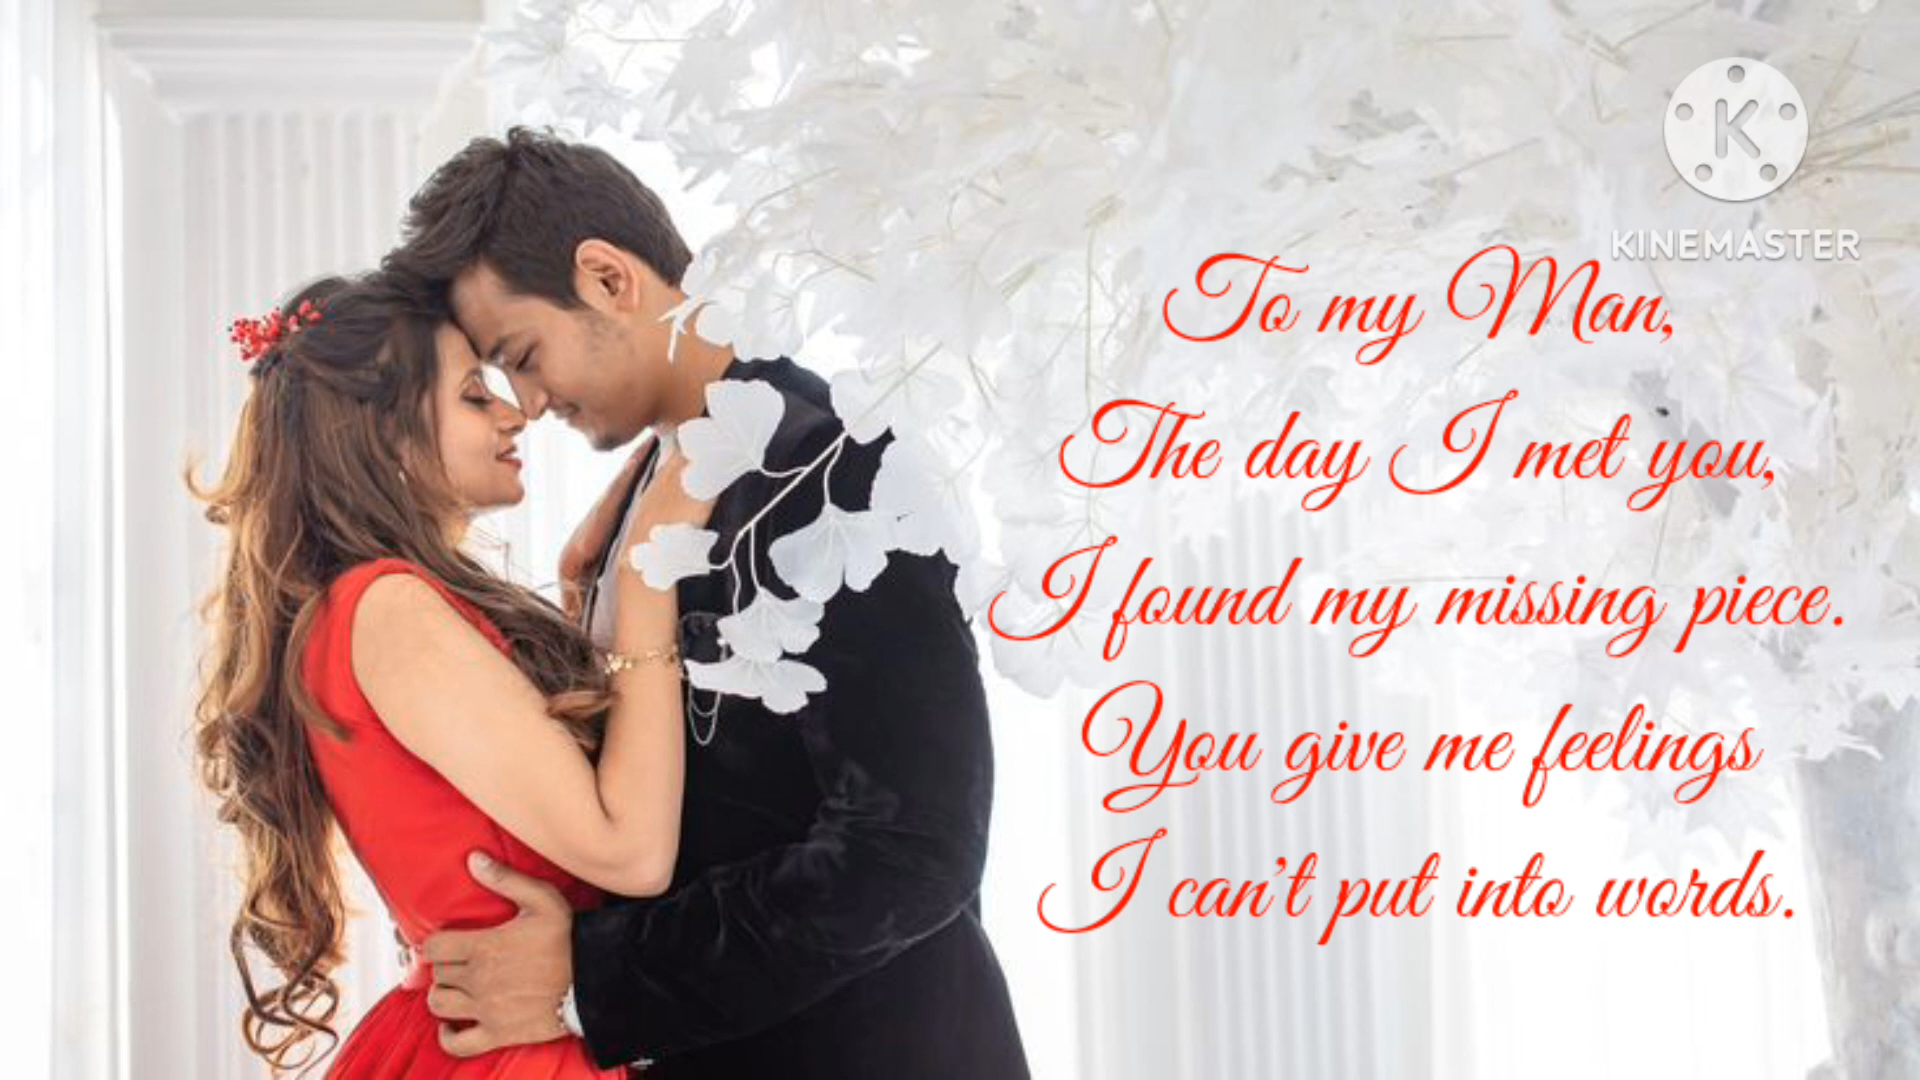 K
KINEMASTER
To my Man,
The day I met you,
I found my missing piece.
You give me feelings
I can't put into words.